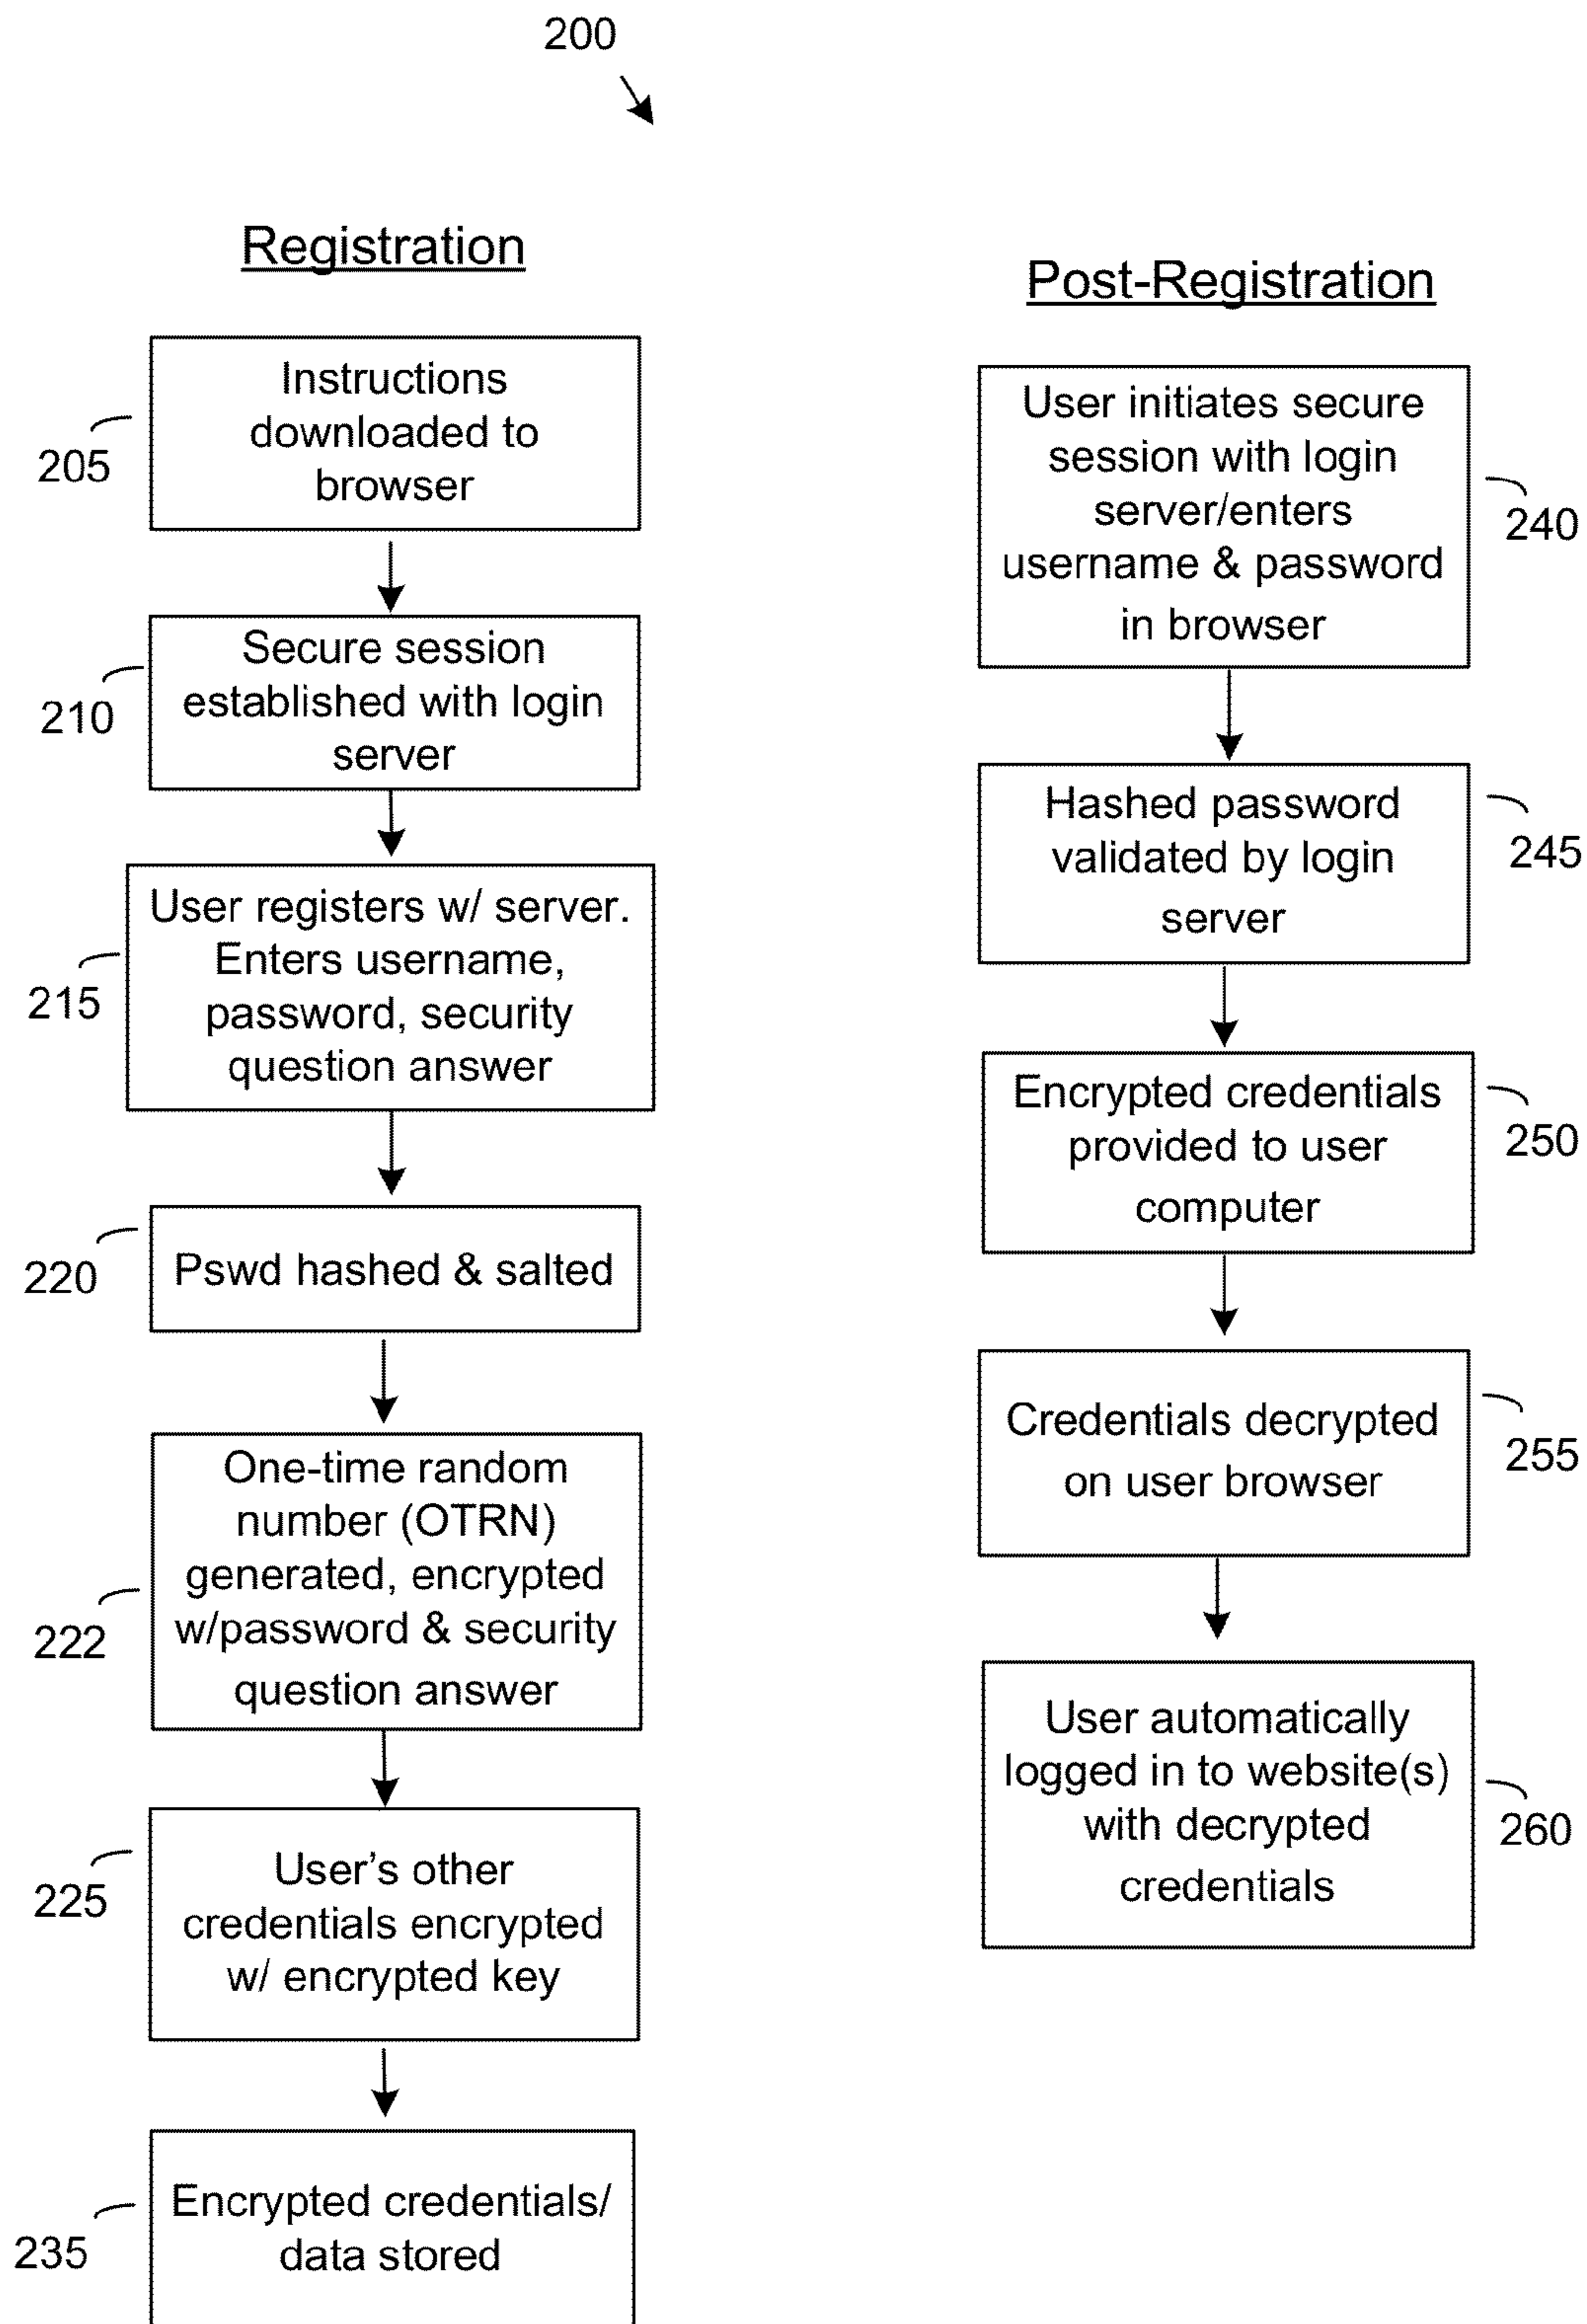 200
Registration
Instructions
downloaded to
browser
205
Secure session
established with login
server
210
User registers w/ server.
Enters username,
password, security
question answer
215
Pswd hashed & salted
220
One-time random
number (OTRN)
generated, encrypted
w/password & security
question answer
222
User’s other
credentials encrypted
w/ encrypted key
225
Encrypted credentials/
data stored
235
Post-Registration
User initiates secure
session with login
server/enters
username & password
in browser
240
Hashed password
validated by login
server
245
Encrypted credentials
provided to user
computer
250
Credentials decrypted
on user browser
255
User automatically
logged in to website(s)
with decrypted
credentials
260